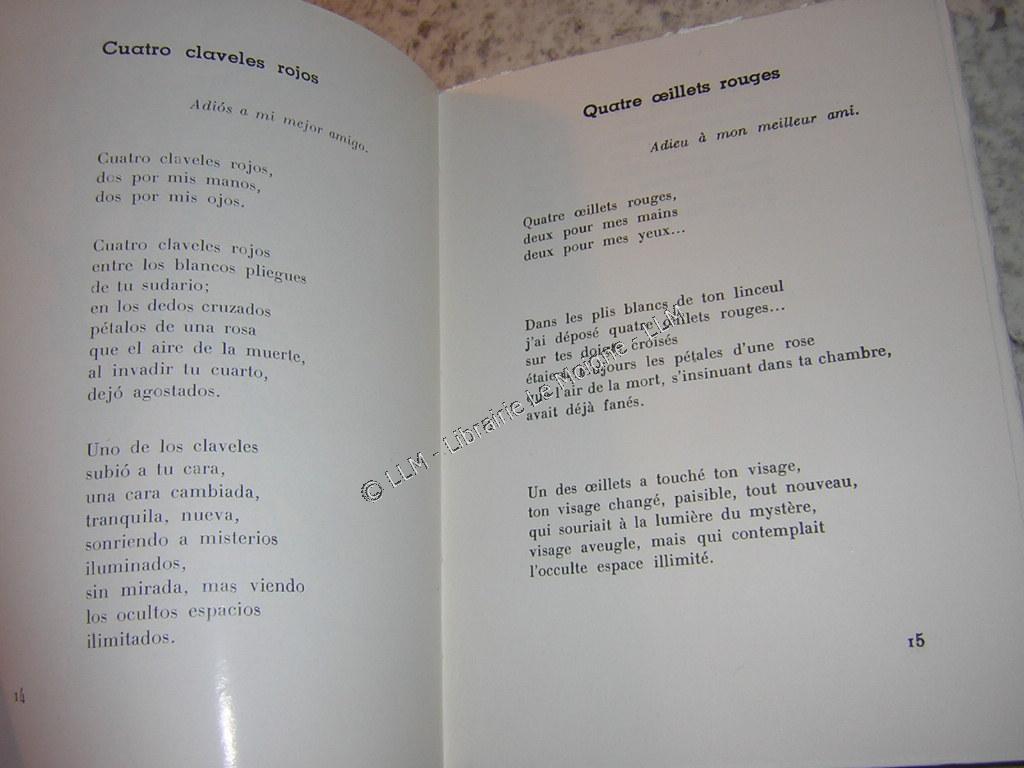 Cuatro claveles rojos
Adiós a mi mejor amigo.
Cuatro claveles rojos,
dos por mis manos,
dos por mis ojos.
Cuatro claveles rojos
entre los blancos pliegues
de tu sudario;
en los dedos cruzados
pétalos de una rosa
que el aire de la muerte,
al invadir tu cuarto,
dejó agostados.
Uno de los claveles
subió a tu cara,
una cara cambiada,
tranquila, nueva,
sonriendo a misterios
iluminados,
sin mirada, mas viendo
los ocultos espacios
ilimitados.
14
Quatre œillets rouges
Adieu à mon meilleur ami.
Quatre œillets rouges,
deux pour mes mains
deux pour mes yeux...
Dans les plis blancs de ton linceul
j'ai déposé quatre œillets rouges...
sur tes doigts croisés
étaient toujours les pétales d'une rose
que l'air de la mort, s'insinuant dans ta chambre,
avait déjà fanés.
Un des œillets a touché ton visage,
ton visage changé, paisible, tout nouveau,
qui souriait à la lumière du mystère,
visage aveugle, mais qui contemplait
l'occulte espace illimité.
15
© LLM - Librairie Le Molone - LLM